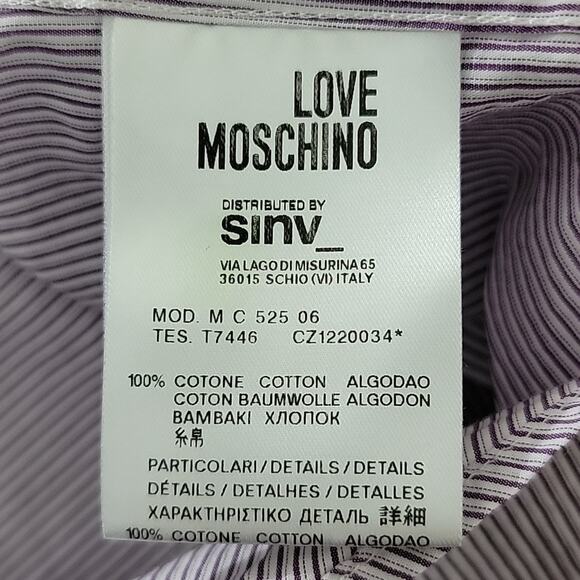 LOVE
MOSCHINO
DISTRIBUTED BY
sinv_
VIA LAGO DI MISURINA 65
36015 SCHIO (VI) ITALY
MOD. M C 525 06
TES. T7446 CZ1220034*
100% COTONE COTTON ALGODAO
COTON BAUMWOLLE ALGODON
BAMBAKI ХЛОПОК
糸帛
PARTICOLARI/DETAILS/DETAILS
DÉTAILS/DETALHES/DETALLES
ΧΑΡΑΚΤΗΡΙΣΤΙΚΟ ДЕТАЛЬ 詳細
100% COTONE COTTON ALGODAO